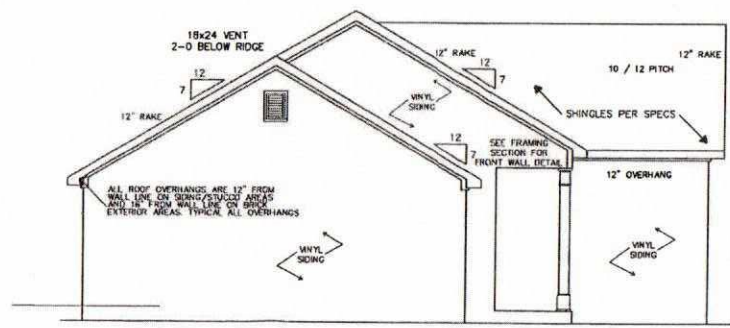 18x24 VENT
2-0 BELOW RIDGE
12" RAKE
12" RAKE
12
7
10 / 12 PITCH
12
7
12" RAKE
VINYL
SIDING
SHINGLES PER SPECS
12
7
SEE FRAMING
SECTION FOR
FRONT WALL DETAIL
12" OVERHANG
ALL ROOF OVERHANGS ARE 12" FROM
WALL LINE ON SIDING/STUCCO AREAS
AND 16" FROM WALL LINE ON BRICK
EXTERIOR AREAS. TYPICAL ALL OVERHANGS
VINYL
SIDING
VINYL
SIDING